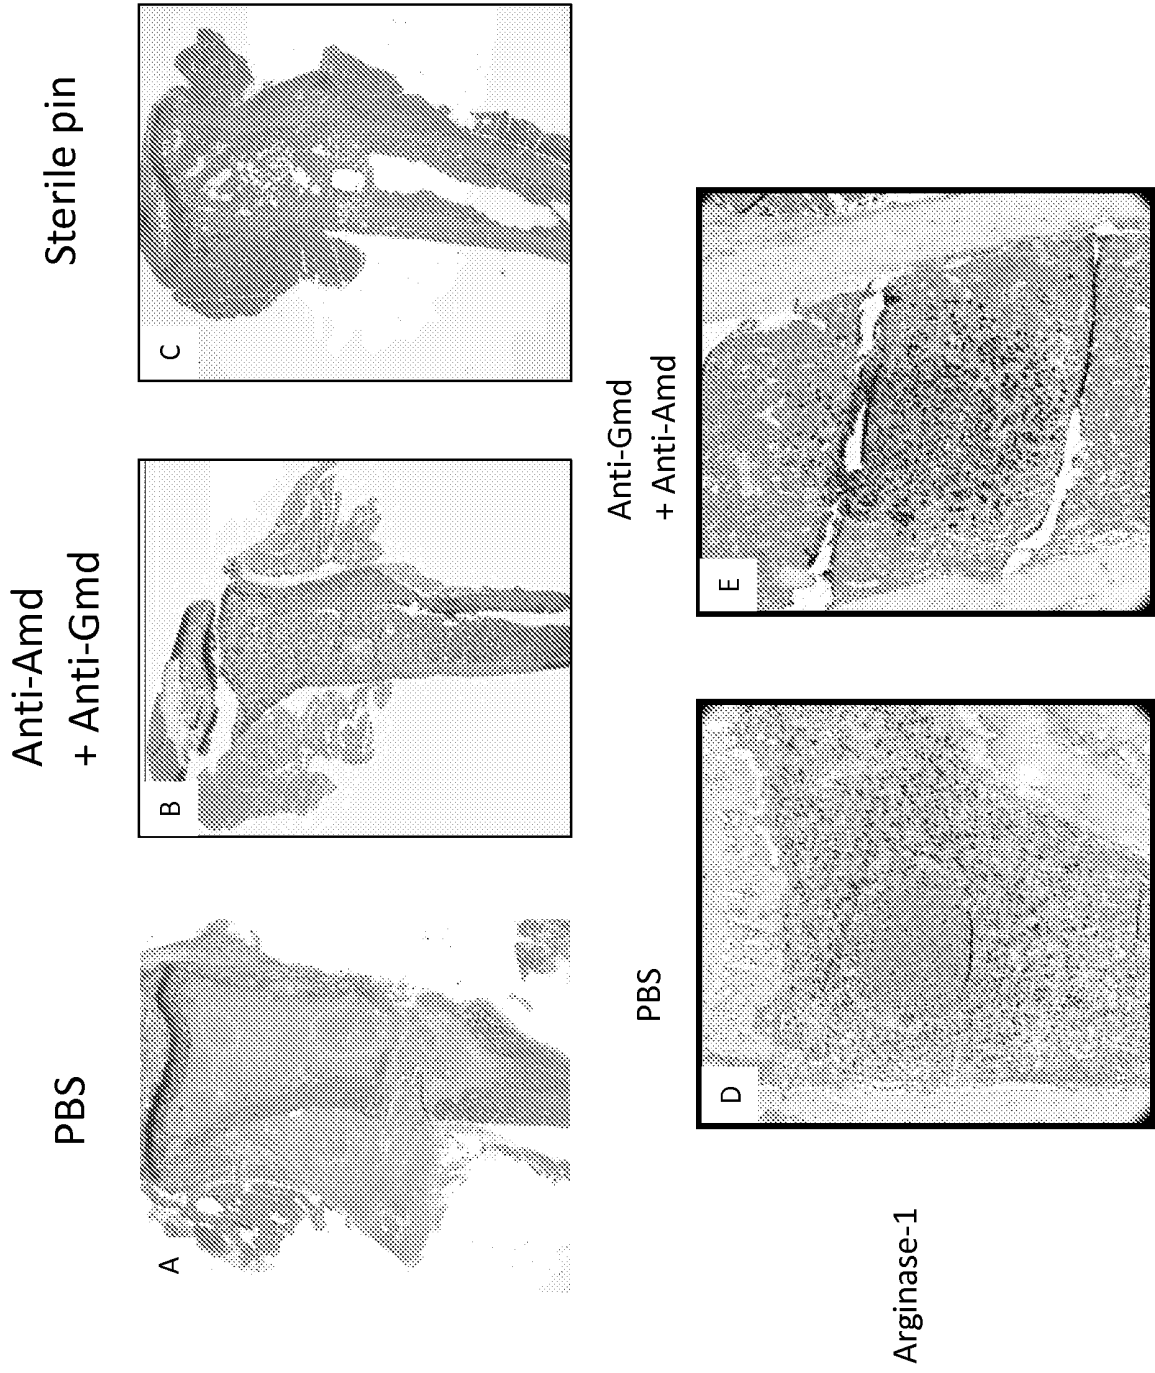 PBS
Anti-Amd
+ Anti-Gmd
Sterile pin
A
B
C
PBS
Anti-Gmd
+ Anti-Amd
Arginase-1
D
E